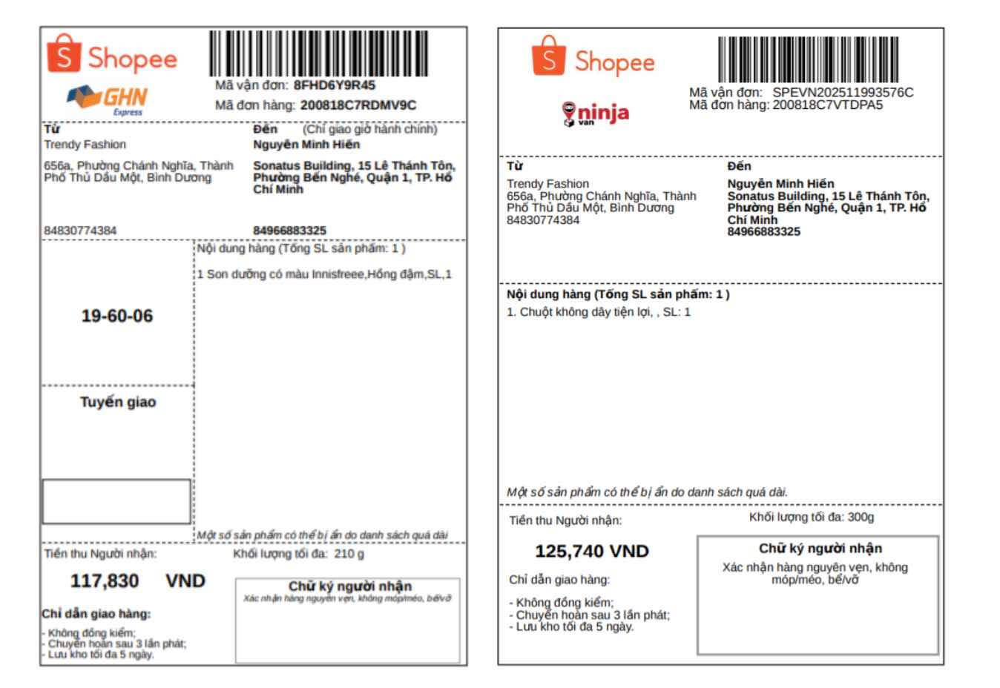 Shopee
GHN
Express
Mã vận đơn: 8FHD6Y9R45
Mã đơn hàng: 200818C7RDMV9C
Từ
Trendy Fashion
656a, Phường Chánh Nghĩa, Thành
Phố Thủ Dầu Một, Bình Dương
84830774384
Đến (Chỉ giao giờ hành chính)
Nguyễn Minh Hiến
Sonatus Building, 15 Lê Thánh Tôn,
Phường Bến Nghé, Quận 1, TP. Hồ
Chí Minh
84966883325
Nội dung hàng (Tổng SL sản phẩm: 1 )
1 Son dưỡng có màu Innisfreee,Hồng đậm,SL,1
19-60-06
Tuyến giao
Một số sản phẩm có thể bị ẩn do danh sách quá dài
Tiền thu Người nhận:
117,830 VND
Khối lượng tối đa: 210 g
Chữ ký người nhận
Xác nhận hàng nguyên vẹn, không móp/méo, bể/vỡ
Chỉ dẫn giao hàng:
- Không đồng kiểm;
- Chuyển hoàn sau 3 lần phát;
- Lưu kho tối đa 5 ngày.
Shopee
ninja
van
Mã vận đơn: SPEVN202511993576C
Mã đơn hàng: 200818C7VTDPA5
Từ
Trendy Fashion
656a, Phường Chánh Nghĩa, Thành
Phố Thủ Dầu Một, Bình Dương
84830774384
Đến
Nguyễn Minh Hiến
Sonatus Building, 15 Lê Thánh Tôn,
Phường Bến Nghé, Quận 1, TP. Hồ
Chí Minh
84966883325
Nội dung hàng (Tổng SL sản phẩm: 1 )
1. Chuột không dây tiện lợi, , SL: 1
Một số sản phẩm có thể bị ẩn do danh sách quá dài.
Tiền thu Người nhận:
125,740 VND
Khối lượng tối đa: 300g
Chữ ký người nhận
Xác nhận hàng nguyên vẹn, không
móp/méo, bể/vỡ
Chỉ dẫn giao hàng:
- Không đồng kiểm;
- Chuyển hoàn sau 3 lần phát;
- Lưu kho tối đa 5 ngày.